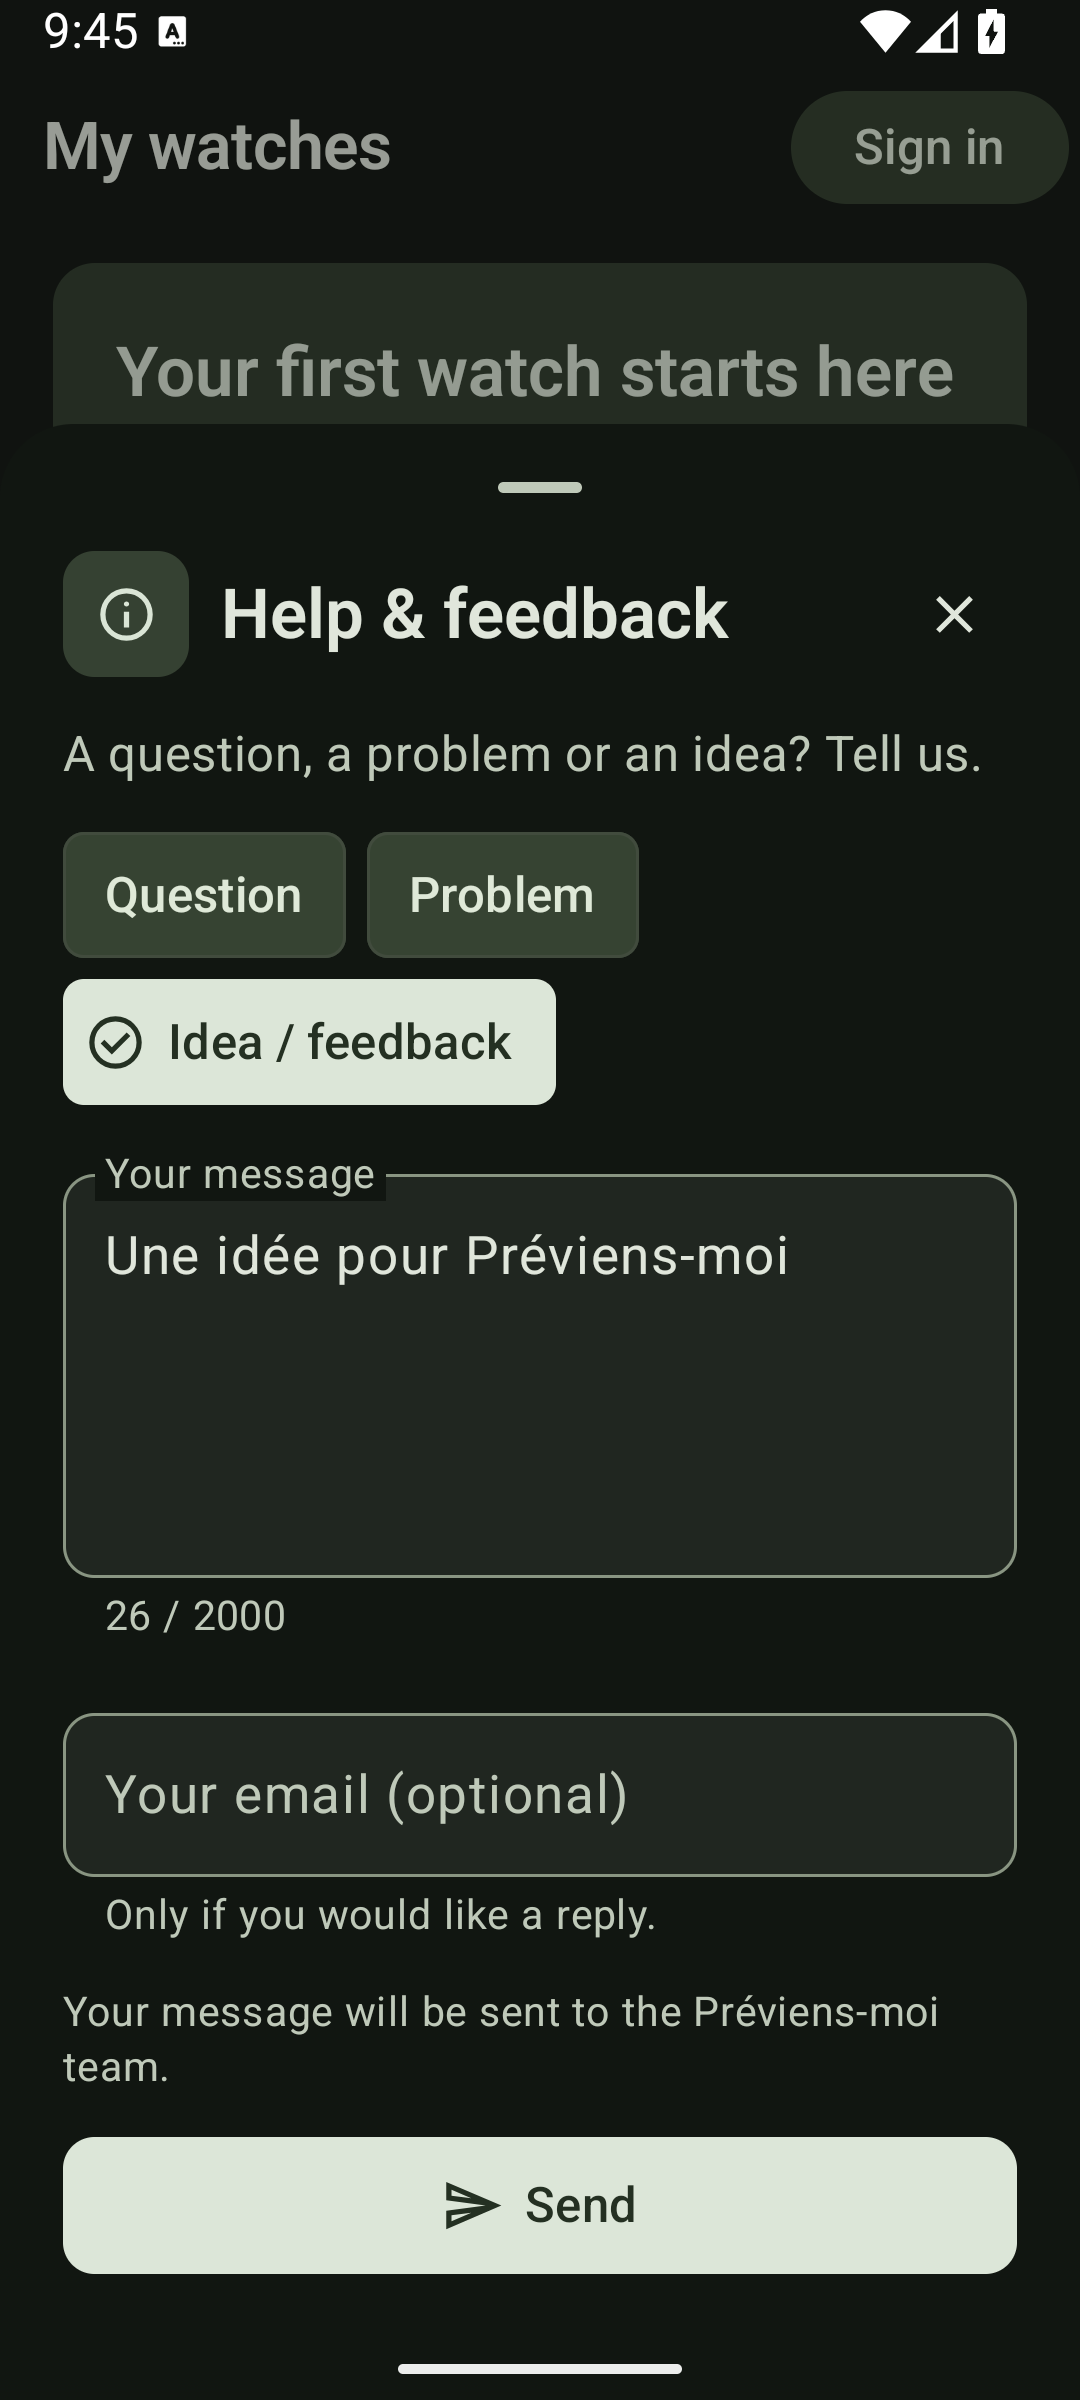 9:45
My watches
Sign in
Your first watch starts here
Help & feedback
A question, a problem or an idea? Tell us.
Question
Problem
Idea / feedback
Your message
Une idée pour Préviens-moi
26 / 2000
Your email (optional)
Only if you would like a reply.
Your message will be sent to the Préviens-moi
team.
Send